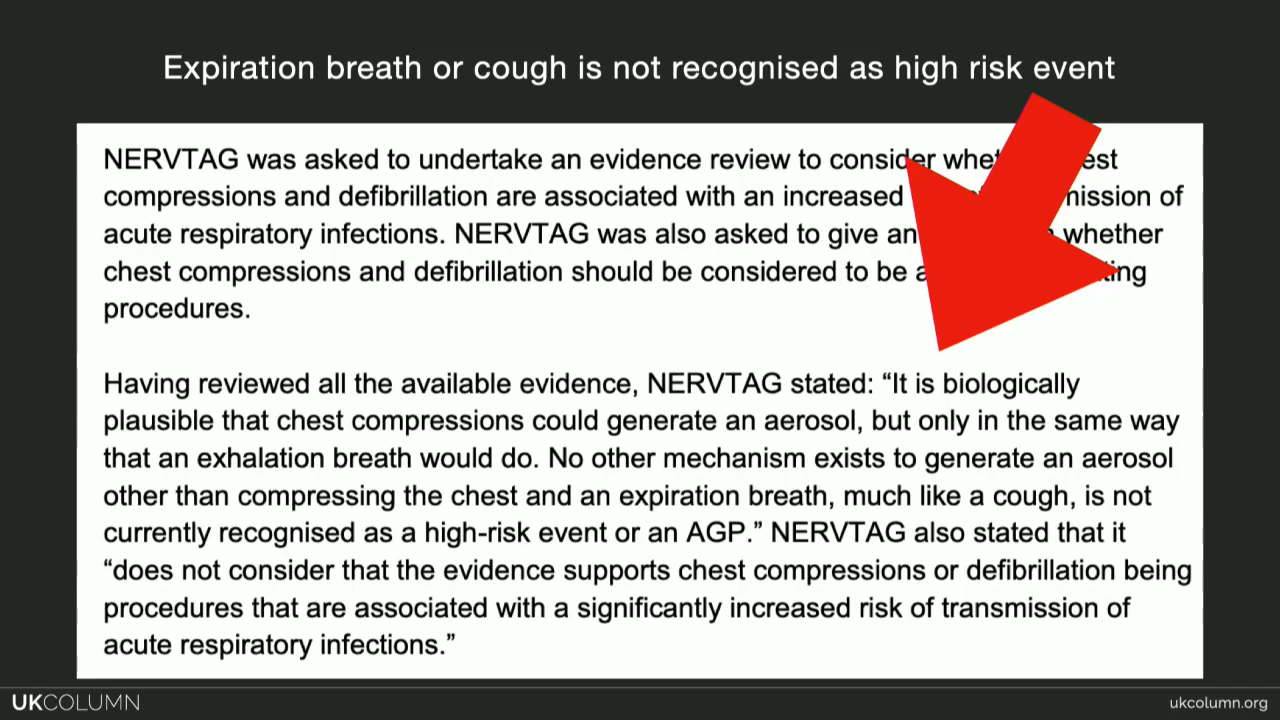 Expiration breath or cough is not recognised as high risk event
NERVTAG was asked to undertake an evidence review to consider
compressions and defibrillation are associated with an increased of
acute respiratory infections. NERVTAG was also asked to give an whether
chest compressions and defibrillation should be considered to be
procedures.
Having reviewed all the available evidence, NERVTAG stated: “It is biologically
plausible that chest compressions could generate an aerosol, but only in the same way
that an exhalation breath would do. No other mechanism exists to generate an aerosol
other than compressing the chest and an expiration breath, much like a cough, is not
currently recognised as a high-risk event or an AGP.” NERVTAG also stated that it
“does not consider that the evidence supports chest compressions or defibrillation being
procedures that are associated with a significantly increased risk of transmission of
acute respiratory infections.”
UKCOLUMN
ukcolumn.org